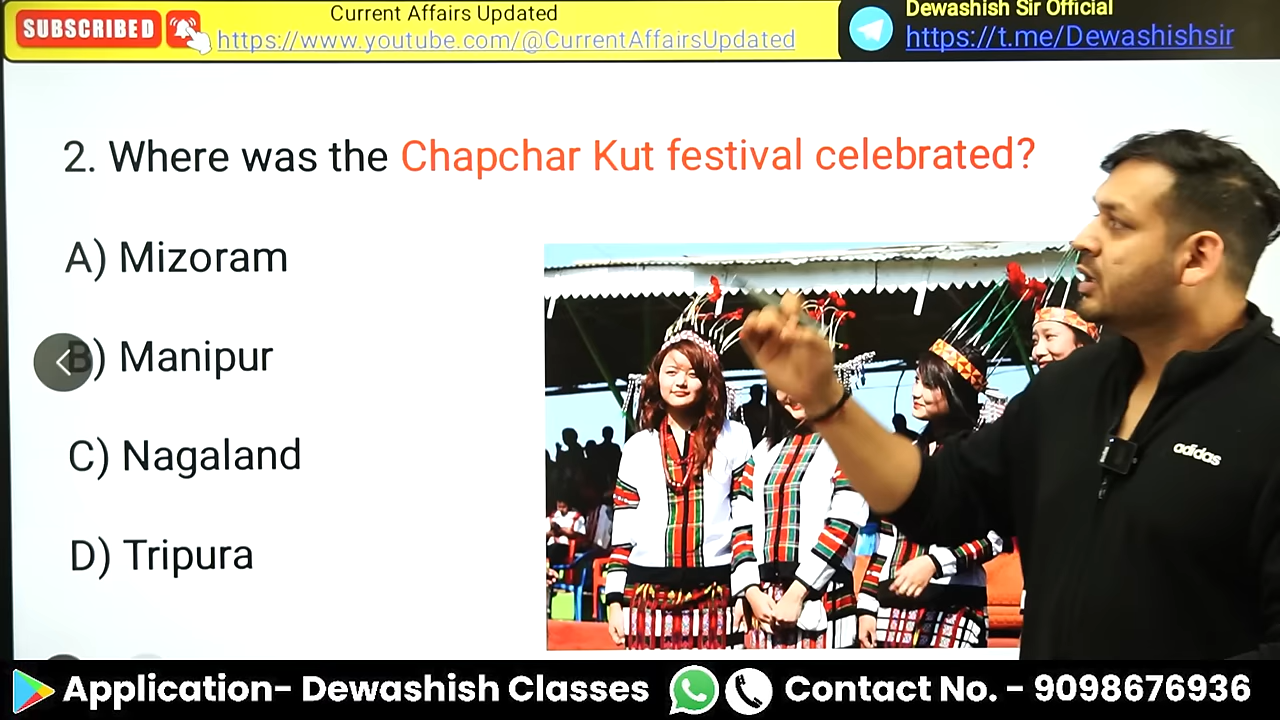 SUBSCRIBED
Current Affairs Updated
https://www.youtube.com/@CurrentAffairsUpdated
Dewashish Sir Official
https://t.me/Dewashishsir
2. Where was the Chapchar Kut festival celebrated?
A) Mizoram
B) Manipur
C) Nagaland
D) Tripura
adidas
Application- Dewashish Classes
Contact No. - 9098676936